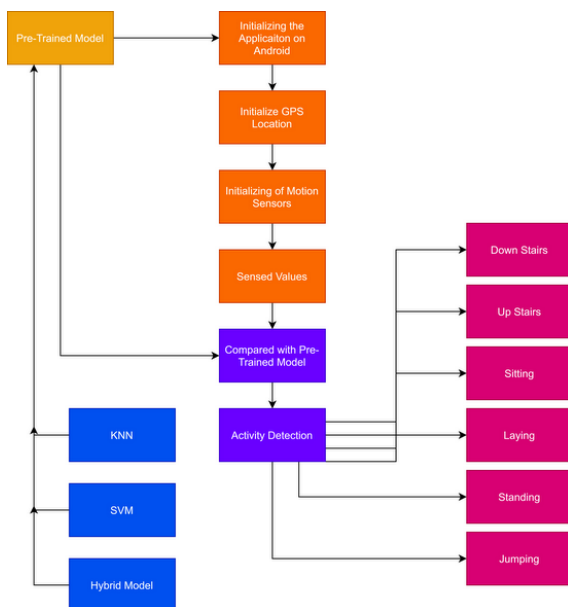 Pre-Trained Model
Initializing the
Applicaiton on
Android
Initialize GPS
Location
Initializing of Motion
Sensors
Sensed Values
Compared with Pre-
Trained Model
Activity Detection
KNN
SVM
Hybrid Model
Down Stairs
Up Stairs
Sitting
Laying
Standing
Jumping